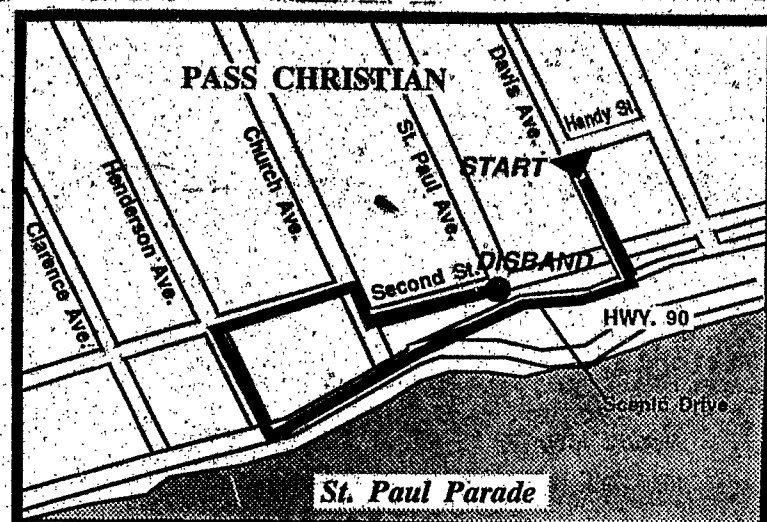 PASS CHRISTIAN
Davis Ave.
Handy St.
START
Church Ave.
St. Paul Ave.
Henderson Ave.
Clarence Ave.
Second St.
DISBAND
HWY. 90
Scenic Drive
St. Paul Parade